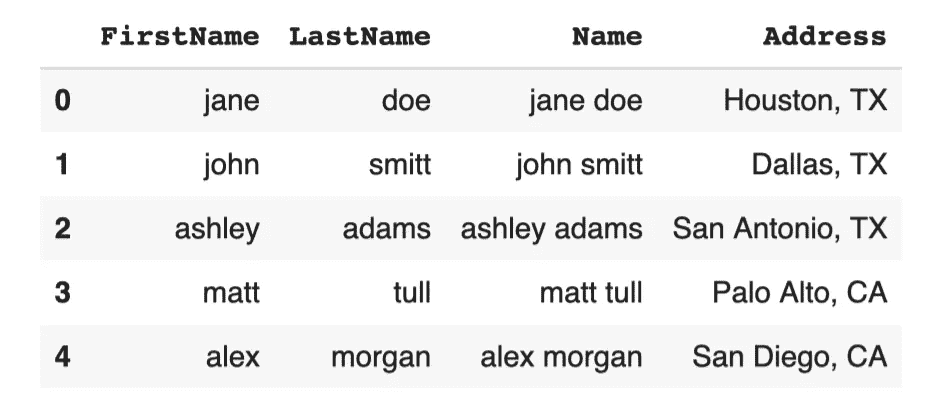 FirstName LastName Name Address
0 jane doe jane doe Houston, TX
1 john smitt john smitt Dallas, TX
2 ashley adams ashley adams San Antonio, TX
3 matt tull matt tull Palo Alto, CA
4 alex morgan alex morgan San Diego, CA